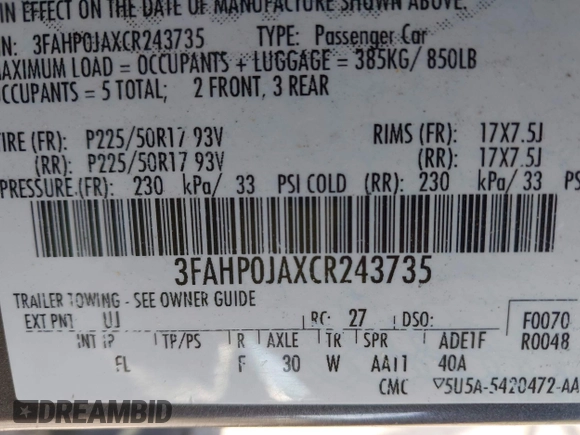 IN EFFECT ON THE DATE OF MANUFACTURE SHOWN ABOVE
N: 3FAHP0JAXCR243735 TYPE: Passenger Car
MAXIMUM LOAD = OCCUPANTS + LUGGAGE = 385KG/ 850LB
OCCUPANTS = 5 TOTAL; 2 FRONT, 3 REAR
TIRE (FR): P225/50R17 93V RIMS (FR): 17X7.5J
(RR): P225/50R17 93V (RR): 17X7.5J
PRESSURE(FR): 230 kPa/ 33 PSI COLD (RR): 230 kPa/ 33
3FAHP0JAXCR243735
TRAILER TOWING - SEE OWNER GUIDE
EXT PNT UJ RC: 27 DSO: F0070
R0048
INT TP/PS R AXLE TR SPR ADE1F
FL F 30 W AA11 40A
CMC 5U5A-5420472-AA
DREAMBID